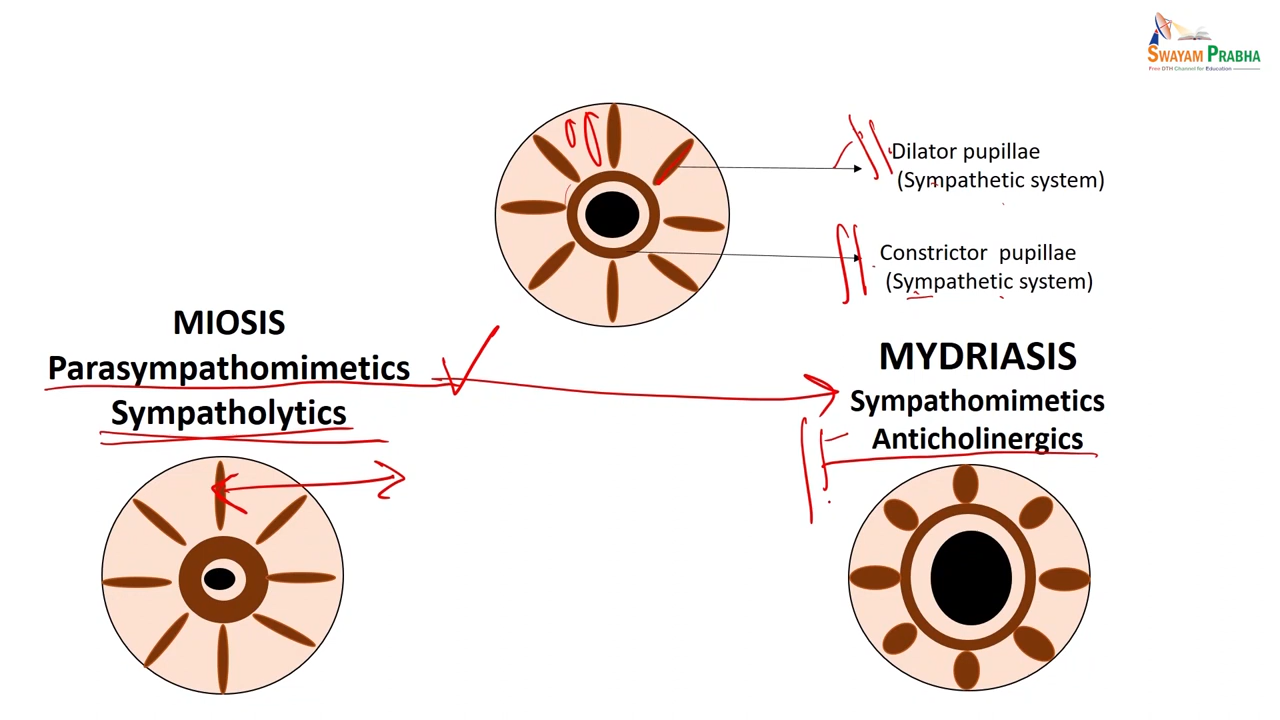 SWAYAM PRABHA
Free DTH Channel for Education
Dilator pupillae
(Sympathetic system)
Constrictor pupillae
(Sympathetic system)
MIOSIS
Parasympathomimetics
Sympatholytics
MYDRIASIS
Sympathomimetics
Anticholinergics